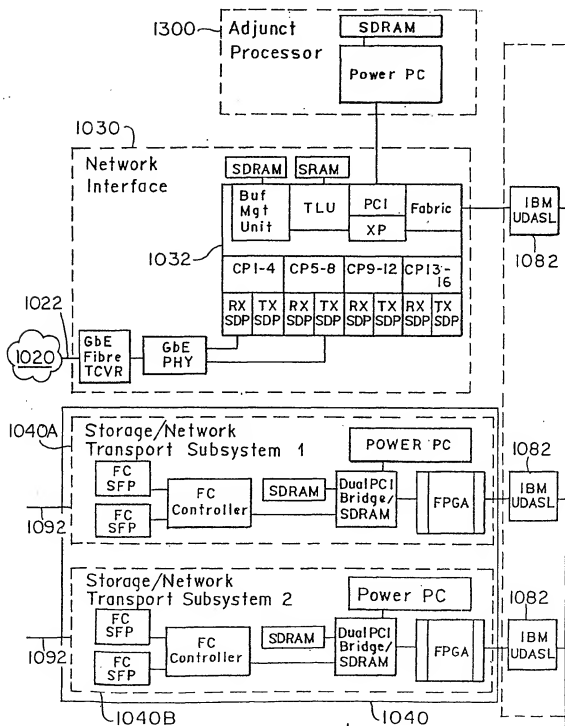 1300
Adjunct
Processor
SDRAM
Power PC
1030
Network
Interface
SDRAM
SRAM
Buf
Mgt
Unit
TLU
PCI
XP
Fabric
IBM
UDASL
1082
1032
CP1-4
CP5-8
CP9-12
CP13-
16
RX
SDP
TX
SDP
RX
SDP
TX
SDP
RX
SDP
TX
SDP
RX
SDP
TX
SDP
1022
1020
GbE
Fibre
TCVR
GbE
PHY
1040A
Storage/Network
Transport Subsystem 1
POWER PC
FC
SFP
FC
SFP
1092
FC
Controller
SDRAM
Dual PCI
Bridge/
SDRAM
FPGA
1082
IBM
UDASL
Storage/Network
Transport Subsystem 2
Power PC
FC
SFP
FC
SFP
1092
FC
Controller
SDRAM
Dual PCI
Bridge/
SDRAM
FPGA
1082
IBM
UDASL
1040B
1040